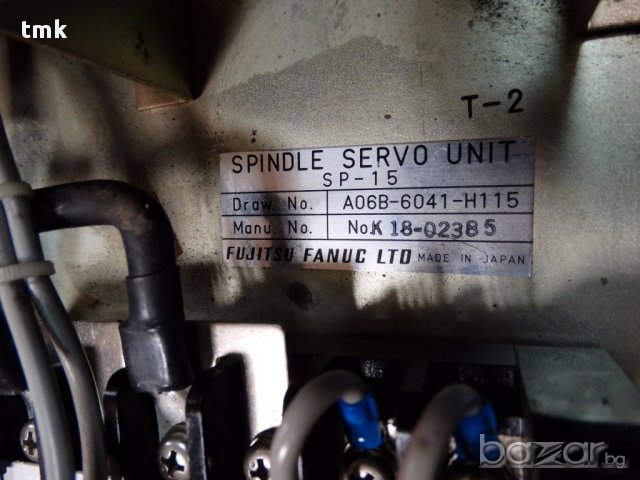 tmk
T-2
SPINDLE SERVO UNIT
SP-15
Draw. No. A06B-6041-H115
Manu. No. No.K 18-02385
FUJITSU FANUC LTD MADE IN JAPAN
bazar.bg